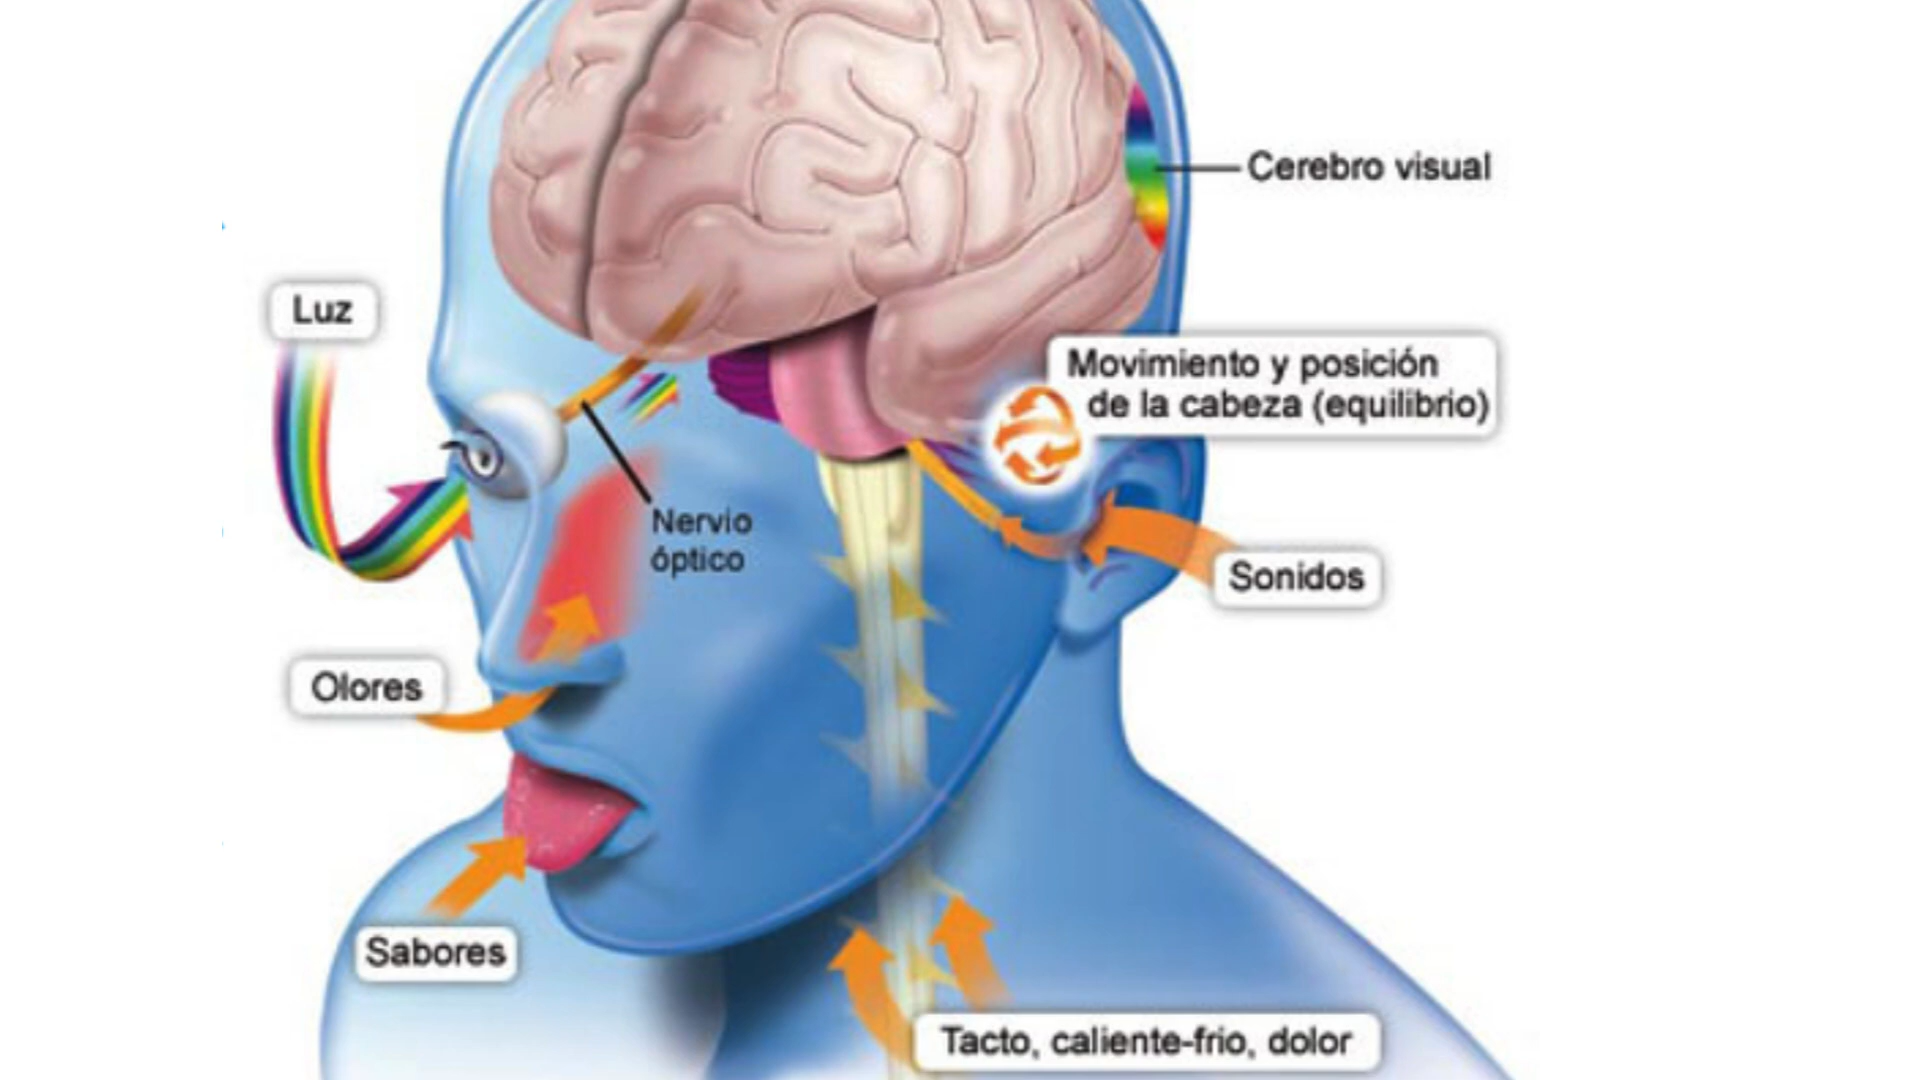 Cerebro visual
Luz
Movimiento y posición
de la cabeza (equilibrio)
Nervio
óptico
Sonidos
Olores
Sabores
Tacto, caliente-frio, dolor